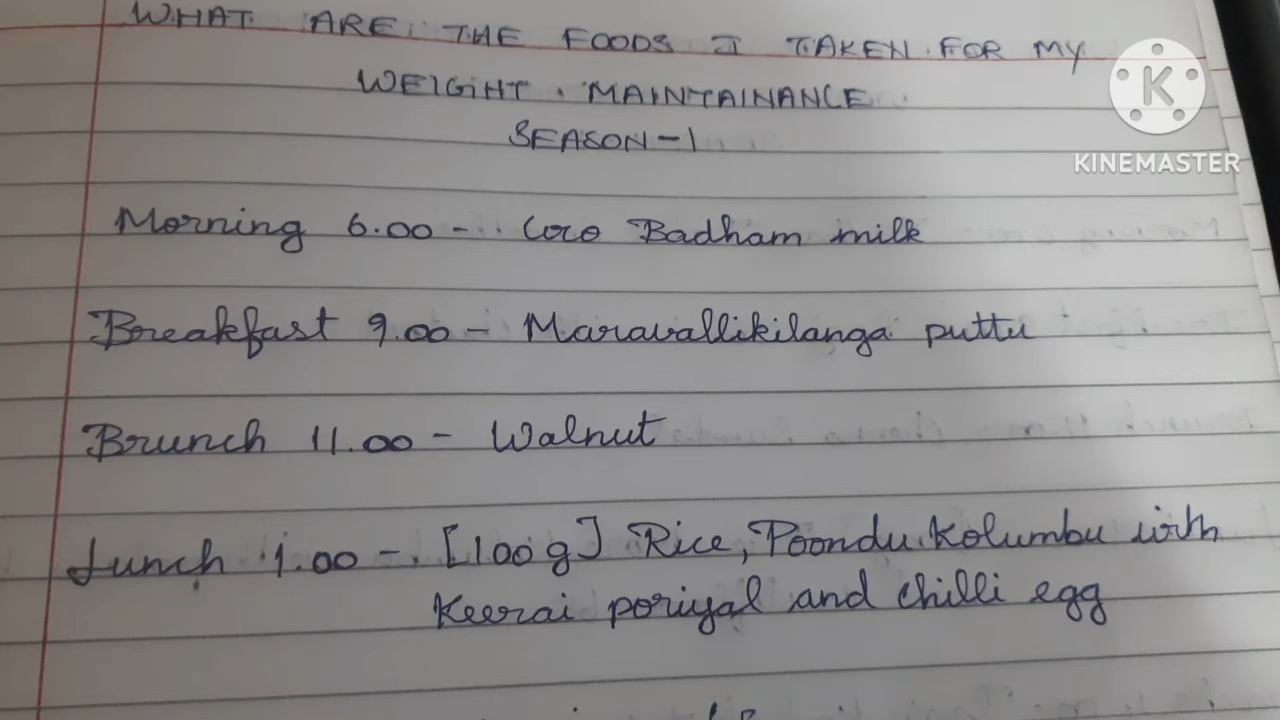 WHAT ARE THE FOODS I TAKEN FOR MY
WEIGHT MAINTAINANCE
SEASON-1
K
KINEMASTER
Morning 6.00 - Coco Badham milk
Breakfast 9.00 - Maravallikilanga puttu
Brunch 11.00 - Walnut
Lunch 1.00 - [100g] Rice, Poondu Kolumbu with
Keerai poriyal and chilli egg